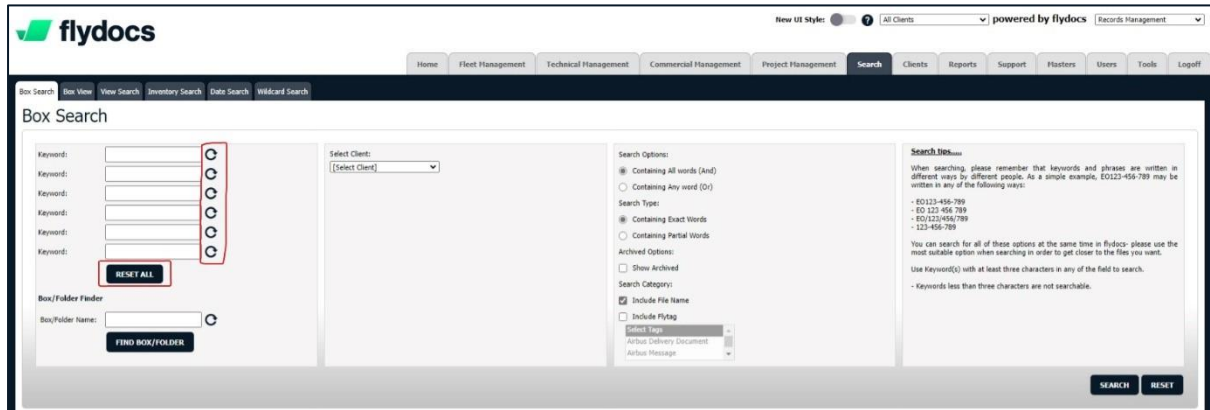 flydocs
New UI Style: ? All Clients powered by flydocs Records Management
Home Fleet Management Technical Management Commercial Management Project Management Search Clients Reports Support Masters Users Tools Logoff
Box Search Box View View Search Inventory Search Date Search Wildcard Search
Box Search
Keyword:
Keyword:
Keyword:
Keyword:
Keyword:
Keyword:
RESET ALL
Box/Folder Finder
Box/Folder Name:
FIND BOX/FOLDER
Select Client:
[Select Client]
Search Options:
Containing All words (And)
Containing Any word (Or)
Search Type:
Containing Exact Words
Containing Partial Words
Archived Options:
Show Archived
Search Category:
Include File Name
Include Flytag
Select Tags
Airbus Delivery Document
Airbus Message
Search tips.....
When searching, please remember that keywords and phrases are written in
different ways by different people. As a simple example, EO123-456-789 may be
written in any of the following ways:
- EO123-456-789
- EO 123 456 789
- EO/123/456/789
- 123-456-789
You can search for all of these options at the same time in flydocs- please use the
most suitable option when searching in order to get closer to the files you want.
Use Keyword(s) with at least three characters in any of the field to search.
- Keywords less than three characters are not searchable.
SEARCH RESET